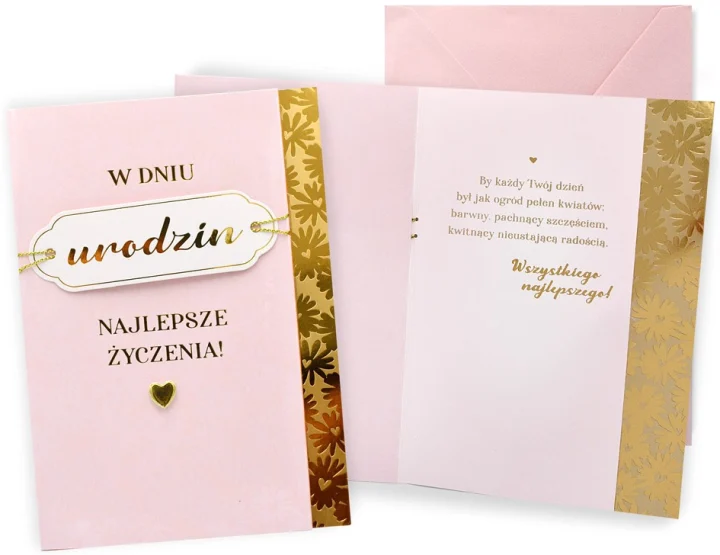 W DNIU
urodzin
NAJLEPSZE
ŻYCZENIA!
By każdy Twój dzień
był jak ogród pełen kwiatów:
barwny, pachnący szczęściem,
kwitnący nieustającą radością.
Wszystkiego
najlepszego!